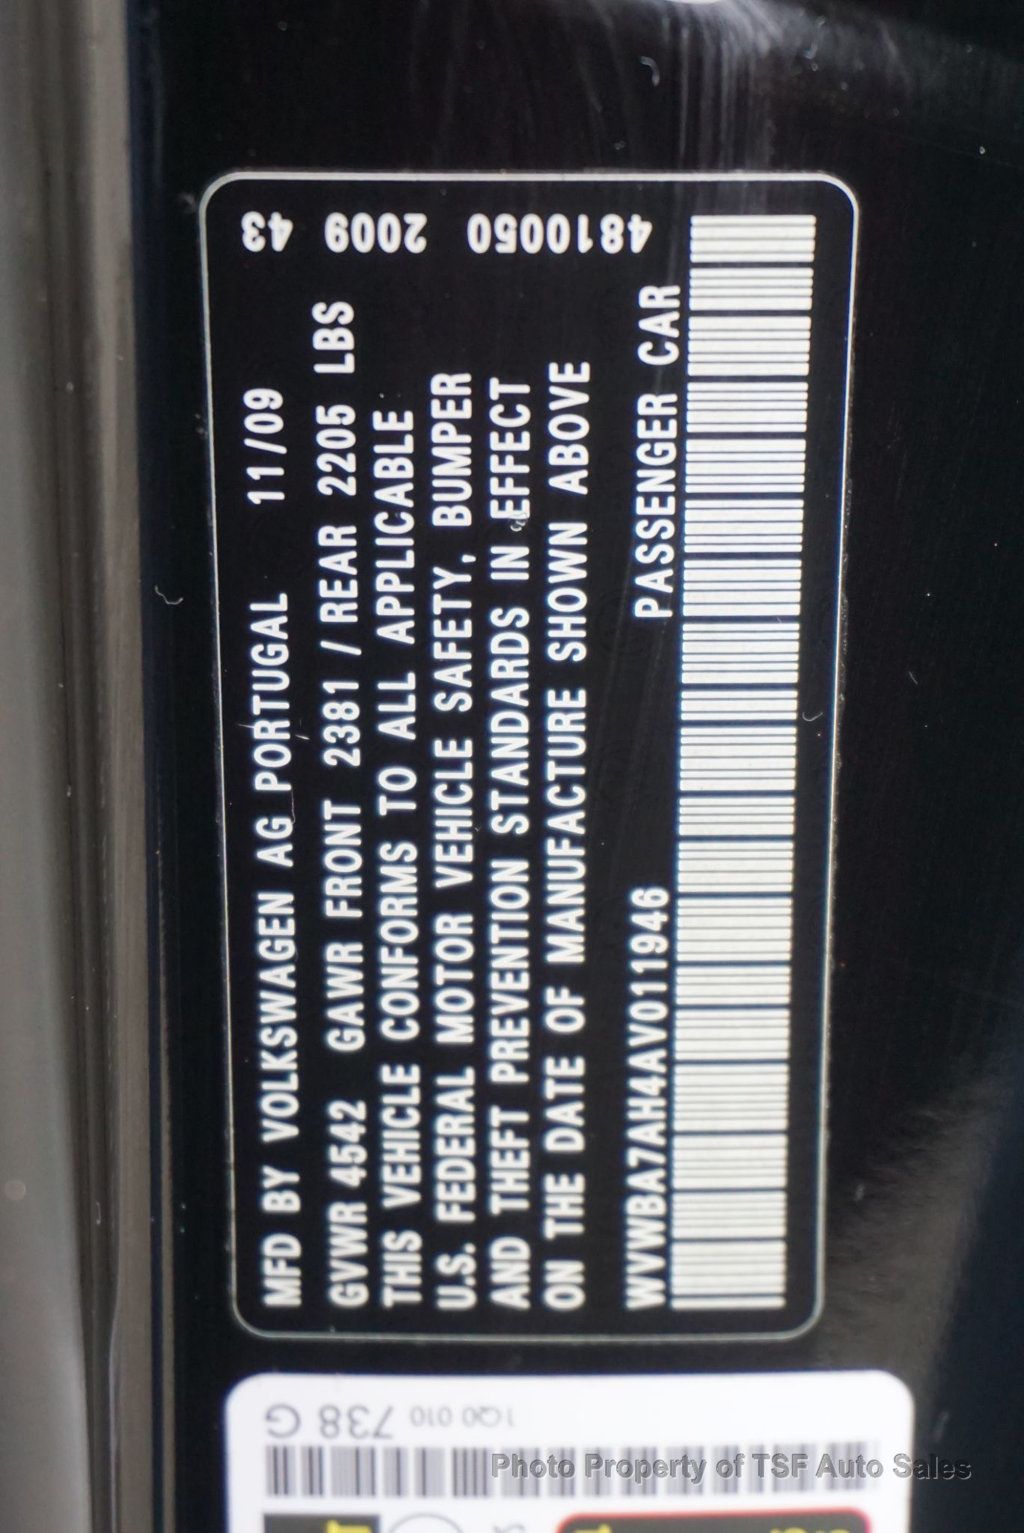 MFD BY VOLKSWAGEN AG PORTUGAL 11/09
GVWR 4542 GAWR FRONT 2381 / REAR 2205 LBS
THIS VEHICLE CONFORMS TO ALL APPLICABLE
U.S. FEDERAL MOTOR VEHICLE SAFETY, BUMPER
AND THEFT PREVENTION STANDARDS IN EFFECT
ON THE DATE OF MANUFACTURE SHOWN ABOVE
WVWBA7AH4AV011946 PASSENGER CAR
43 2009 4810050
1Q0 010 738 G
Photo Property of TSF Auto Sales